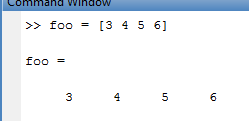 Command Window
>> foo = [3 4 5 6]
foo =
3 4 5 6